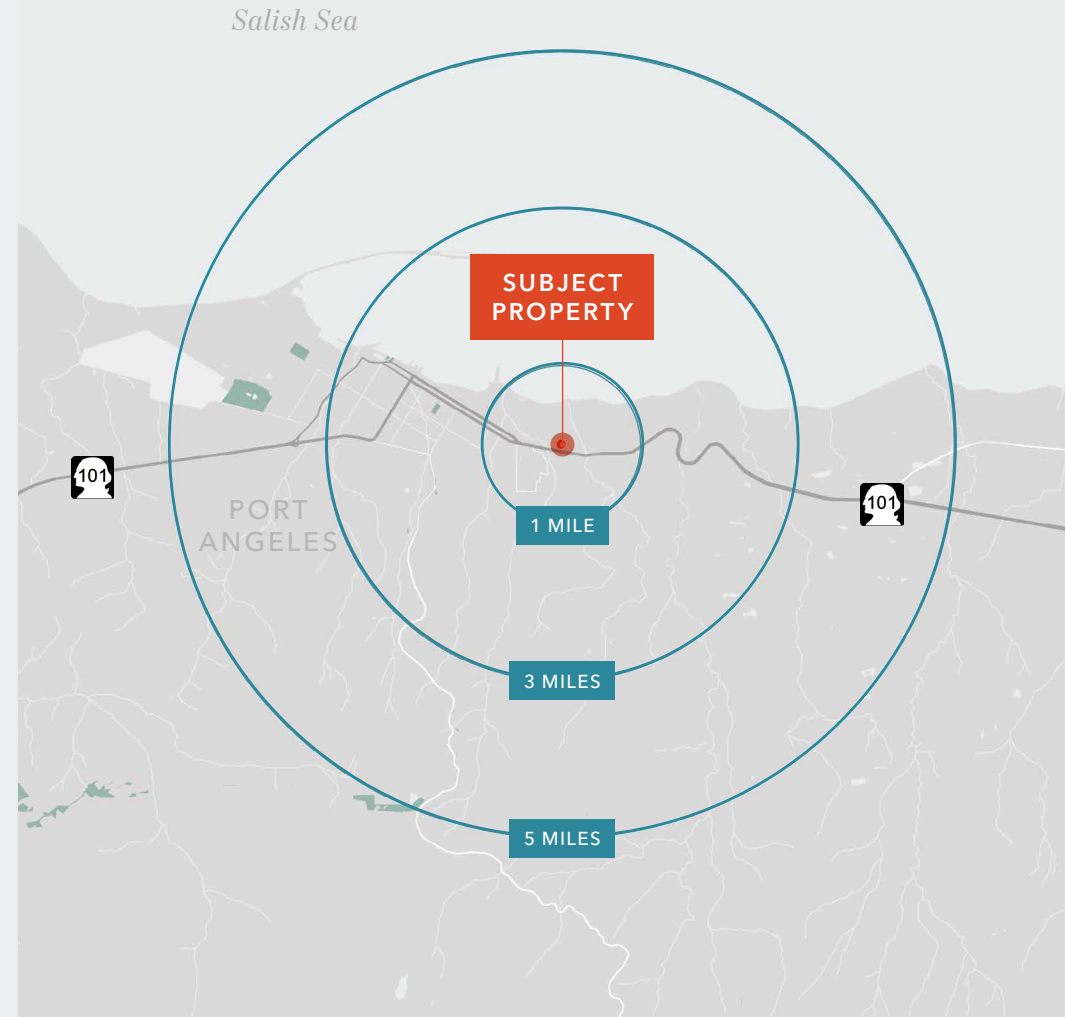 Salish Sea
SUBJECT
PROPERTY
101
101
PORT
ANGELES
1 MILE
3 MILES
5 MILES